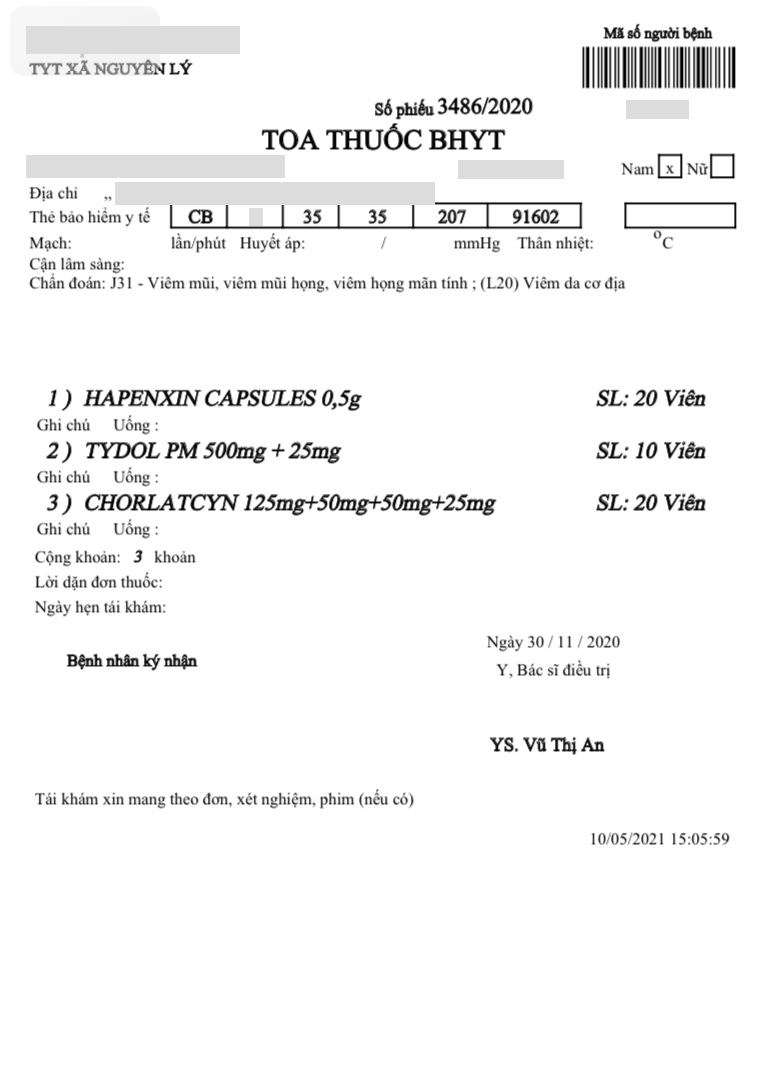 TYT XÃ NGUYÊN LÝ
Mã số người bệnh
Số phiếu 3486/2020
TOA THUỐC BHYT
Nam x Nữ
Địa chỉ ,,
Thẻ bảo hiểm y tế CB 35 35 207 91602
Mạch: lần/phút Huyết áp: / mmHg Thân nhiệt: °C
Cận lâm sàng:
Chẩn đoán: J31 - Viêm mũi, viêm mũi họng, viêm họng mãn tính ; (L20) Viêm da cơ địa
1 ) HAPENXIN CAPSULES 0,5g SL: 20 Viên
Ghi chú Uống :
2 ) TYDOL PM 500mg + 25mg SL: 10 Viên
Ghi chú Uống :
3 ) CHORLATCYN 125mg+50mg+50mg+25mg SL: 20 Viên
Ghi chú Uống :
Cộng khoản: 3 khoản
Lời dặn đơn thuốc:
Ngày hẹn tái khám:
Ngày 30 / 11 / 2020
Bệnh nhân ký nhận
Y, Bác sĩ điều trị
YS. Vũ Thị An
Tái khám xin mang theo đơn, xét nghiệm, phim (nếu có)
10/05/2021 15:05:59